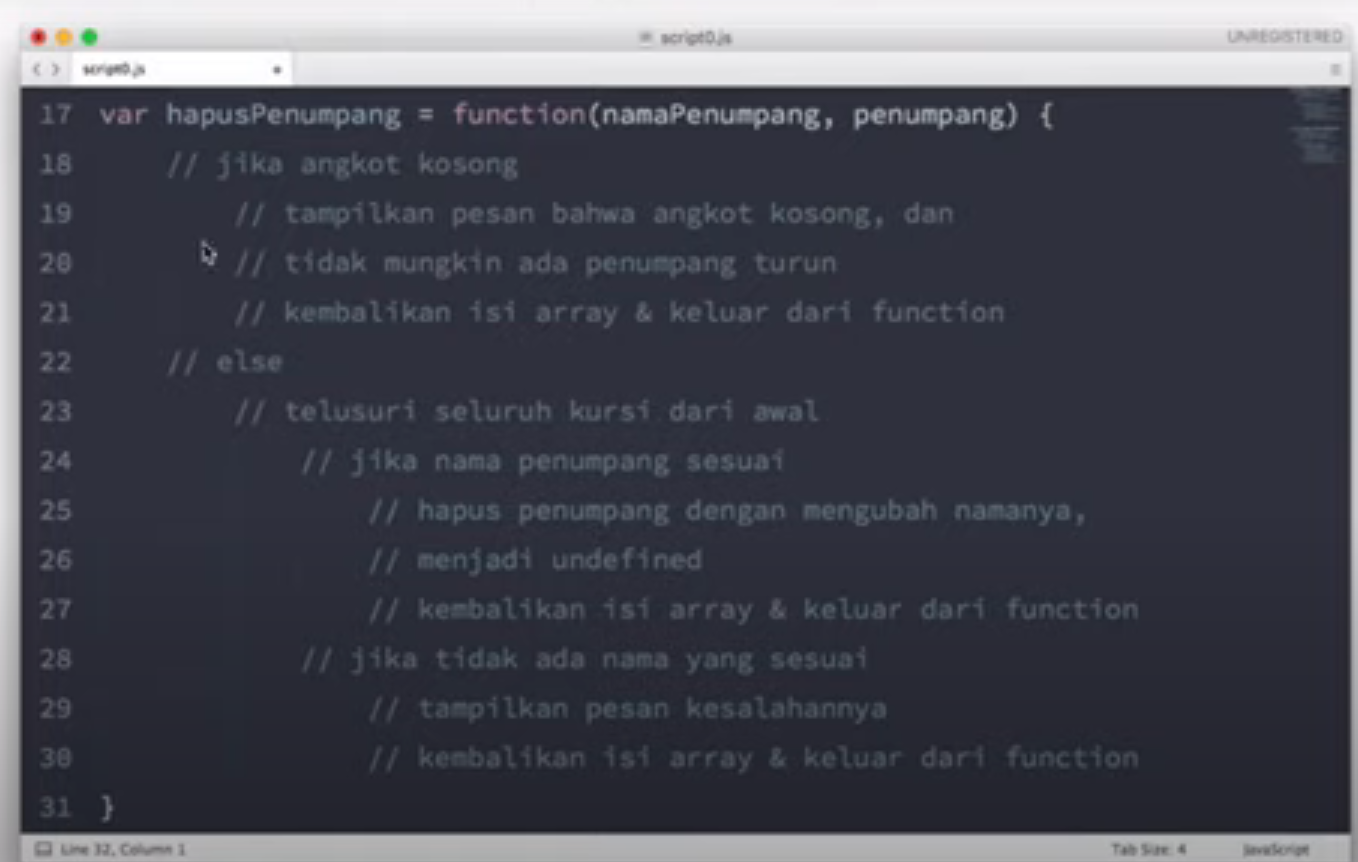 script0.js
UNREGISTERED
script0.js
17 var hapusPenumpang = function(namaPenumpang, penumpang) {
18 // jika angkot kosong
19 // tampilkan pesan bahwa angkot kosong, dan
20 // tidak mungkin ada penumpang turun
21 // kembalikan isi array & keluar dari function
22 // else
23 // telusuri seluruh kursi dari awal
24 // jika nama penumpang sesuai
25 // hapus penumpang dengan mengubah namanya,
26 // menjadi undefined
27 // kembalikan isi array & keluar dari function
28 // jika tidak ada nama yang sesuai
29 // tampilkan pesan kesalahannya
30 // kembalikan isi array & keluar dari function
31 }
Line 32, Column 1
Tab Size: 4
JavaScript